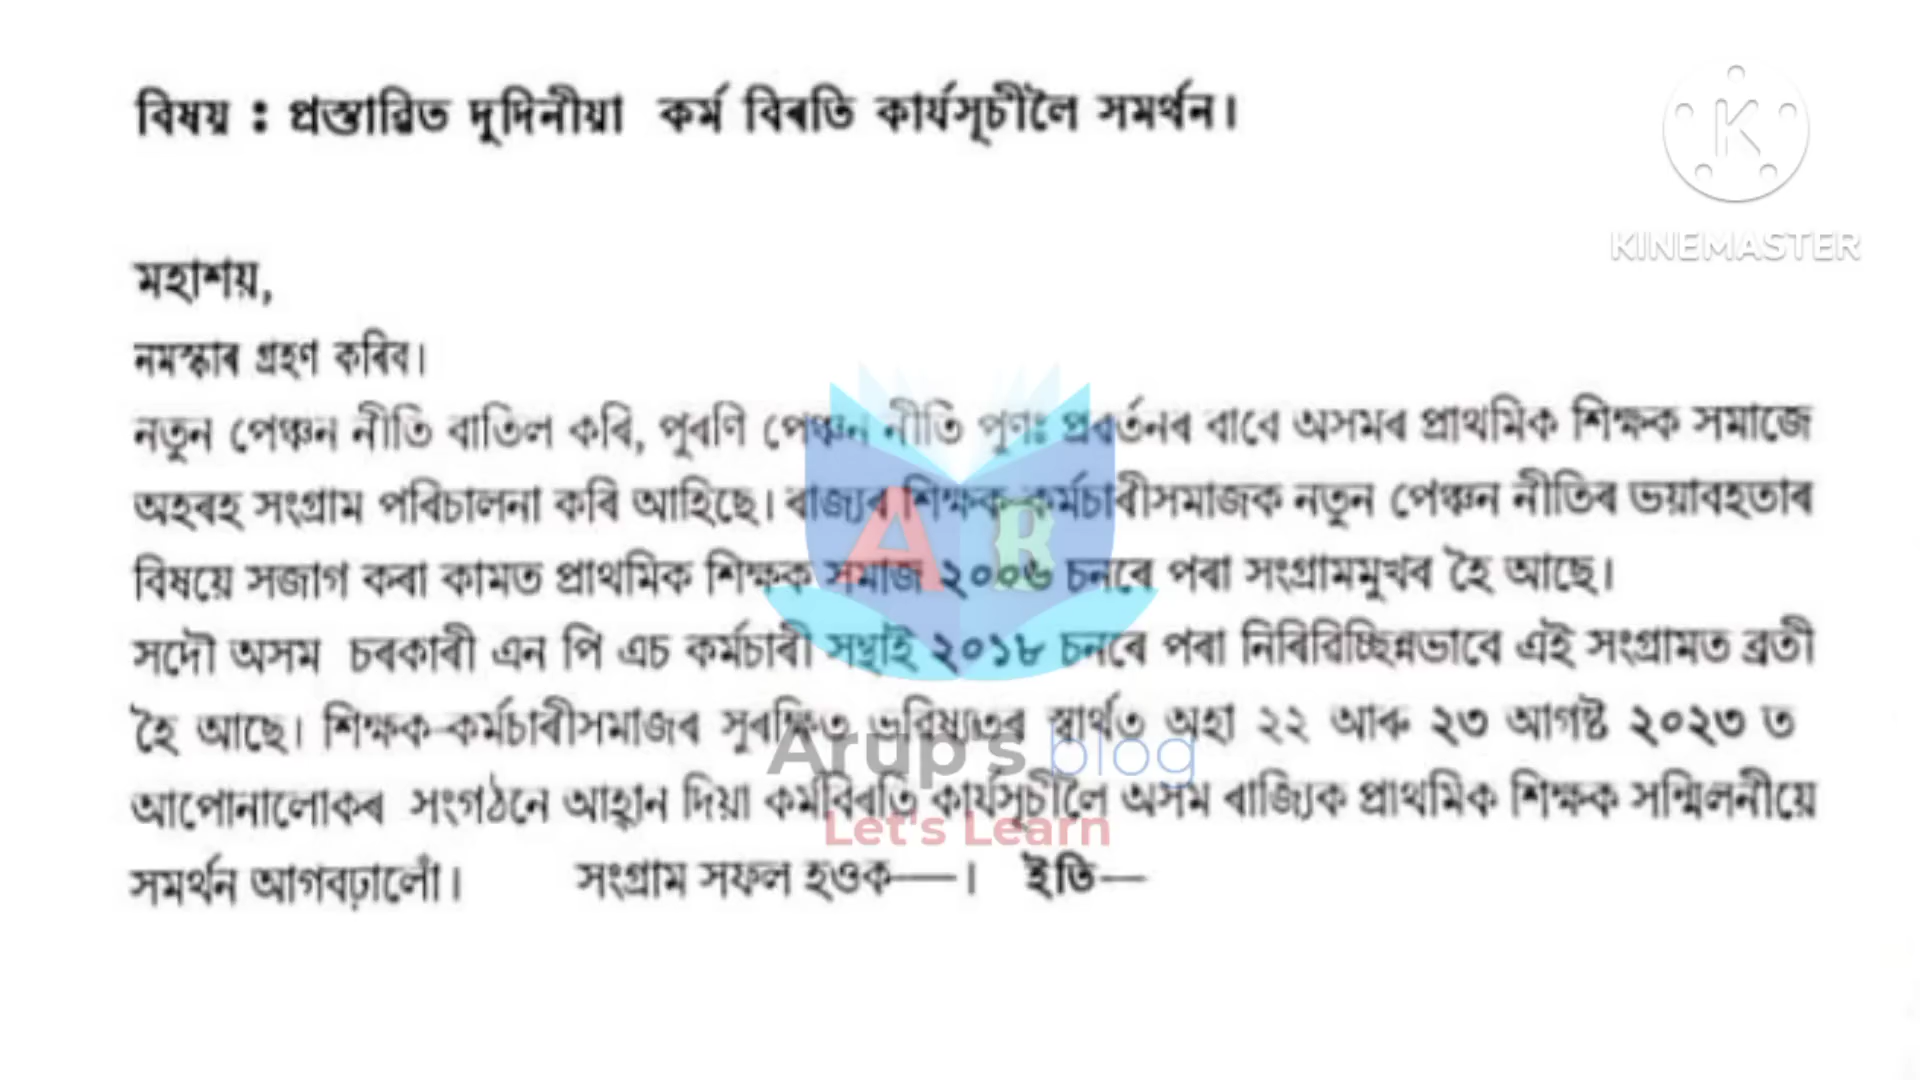 বিষয় : প্ৰস্তাৱিত দুদিনীয়া কৰ্ম বিৰতি কাৰ্যসূচীলৈ সমৰ্থন।
KINEMASTER
মহাশয়,
নমস্কাৰ গ্ৰহণ কৰিব।
নতুন পেঞ্চন নীতি বাতিল কৰি, পুৰণি পেঞ্চন নীতি পুণঃ প্ৰৱৰ্তনৰ বাবে অসমৰ প্ৰাথমিক শিক্ষক সমাজে
অহৰহ সংগ্ৰাম পৰিচালনা কৰি আহিছে। ৰাজ্যৰ শিক্ষক-কৰ্মচাৰীসমাজক নতুন পেঞ্চন নীতিৰ ভয়াবহতাৰ
বিষয়ে সজাগ কৰা কামত প্ৰাথমিক শিক্ষক সমাজ ২০০৬ চনৰে পৰা সংগ্ৰামমুখৰ হৈ আছে।
সদৌ অসম চৰকাৰী এন পি এচ কৰ্মচাৰী সন্থাই ২০১৮ চনৰে পৰা নিৰিৱিচ্ছিন্নভাবে এই সংগ্ৰামত ব্ৰতী
হৈ আছে। শিক্ষক-কৰ্মচাৰীসমাজৰ সুৰক্ষিত ভৱিষ্যতৰ স্বাৰ্থত অহা ২২ আৰু ২৩ আগষ্ট ২০২৩ ত
আপোনালোকৰ সংগঠনে আহ্বান দিয়া কৰ্মবিৰতি কাৰ্যসূচীলৈ অসম ৰাজ্যিক প্ৰাথমিক শিক্ষক সন্মিলনীয়ে
সমৰ্থন আগবঢ়ালোঁ। সংগ্ৰাম সফল হওক—। ইতি—
AB
Arup's blog
Let's Learn